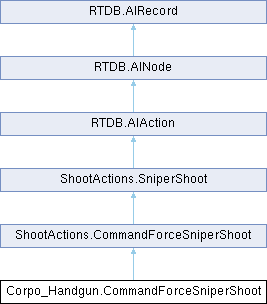 RTDB.AIRecord
RTDB.AINode
RTDB.AIAction
ShootActions.SniperShoot
ShootActions.CommandForceSniperShoot
Corpo_Handgun.CommandForceSniperShoot